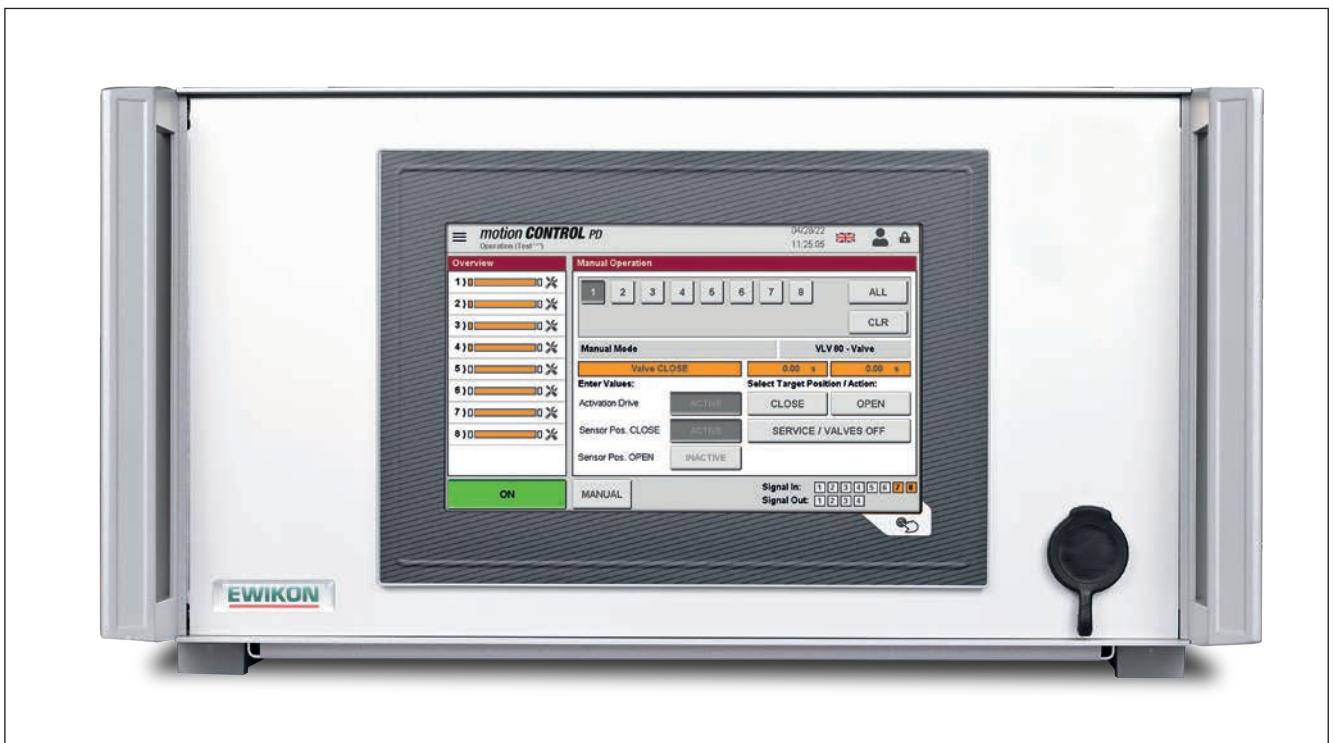 motion CONTROL PD
04/28/22
11:25:05
Overview
Manual Operation
1)
2)
3)
4)
5)
6)
7)
8)
1 2 3 4 5 6 7 8
ALL
CLR
Manual Mode
VLV 80 - Valve
Valve CLOSE
0.00 s
0.00 s
Enter Values:
Select Target Position / Action:
Activation Drive
ACTIVE
CLOSE
OPEN
Sensor Pos. CLOSE
ACTIVE
SERVICE / VALVES OFF
Sensor Pos. OPEN
INACTIVE
ON
MANUAL
Signal In: 1 2 3 4 5 6 7 8
Signal Out: 1 2 3 4
EWIKON